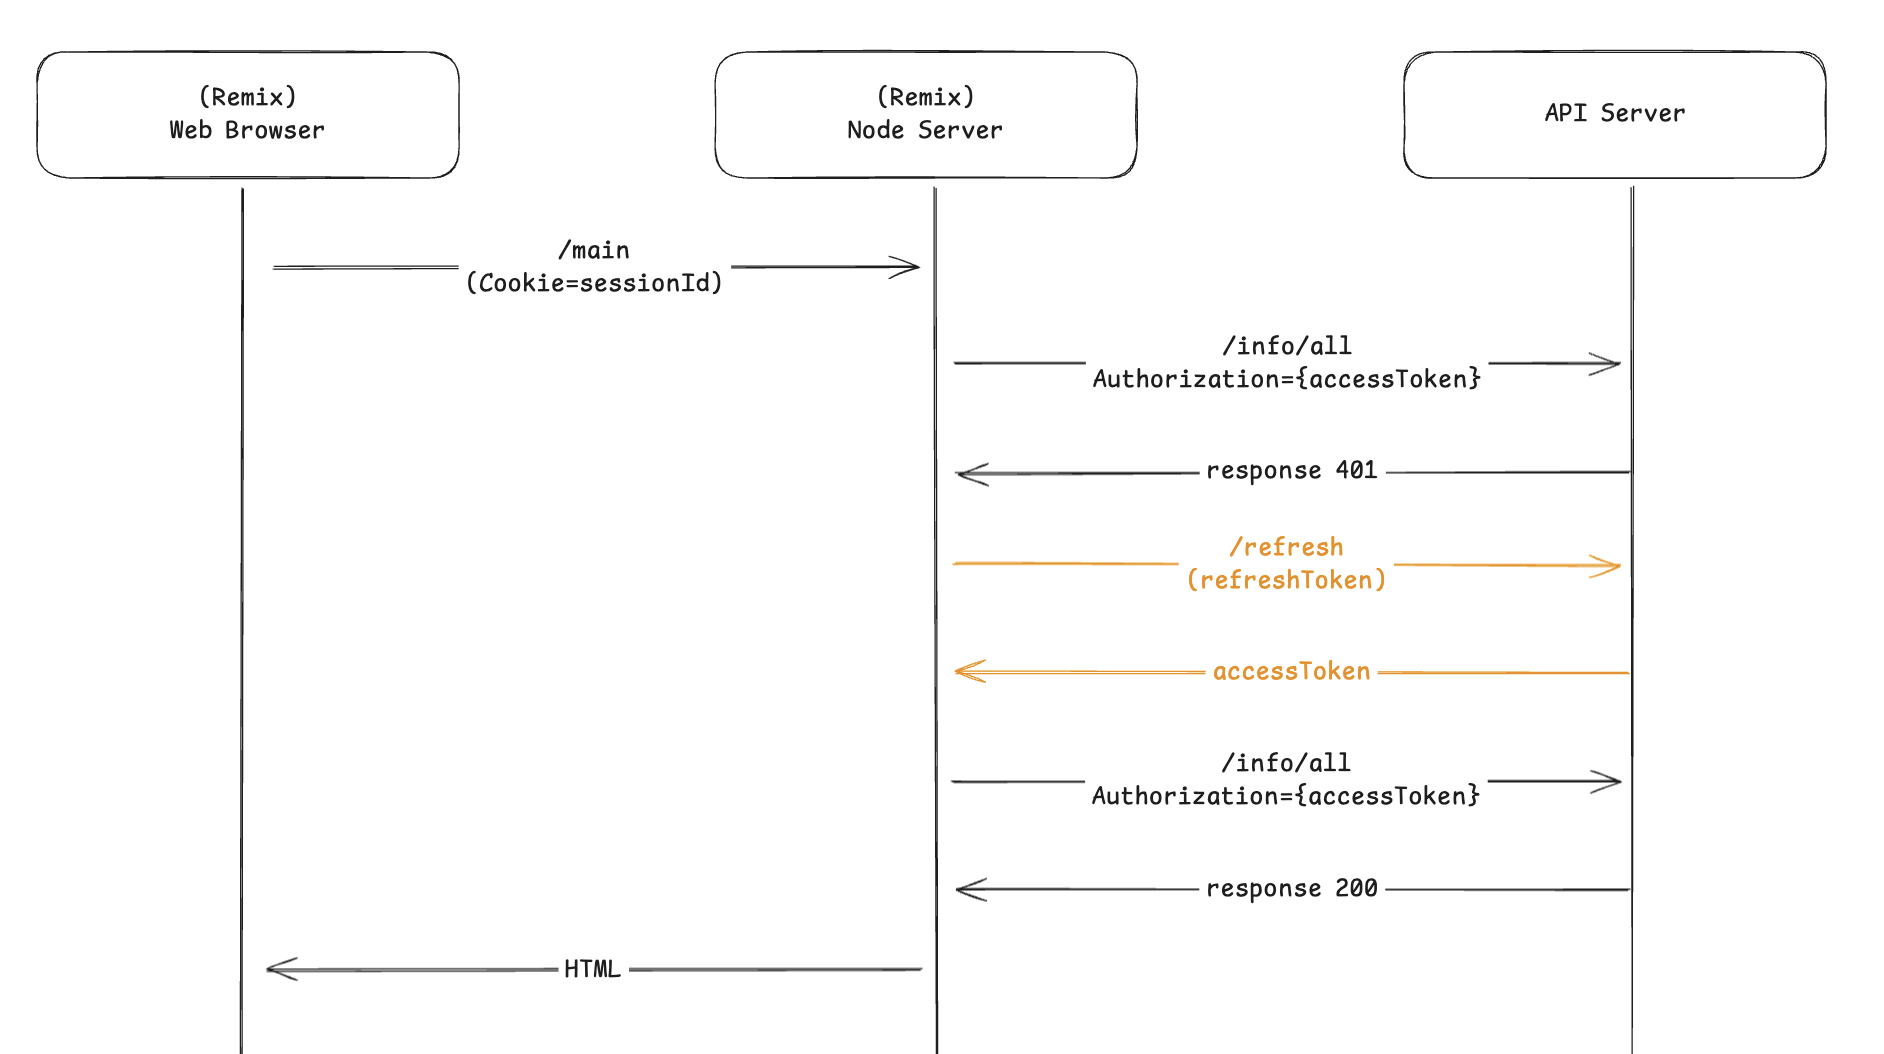 (Remix)
Web Browser
(Remix)
Node Server
API Server
/main
(Cookie=sessionId)
/info/all
Authorization={accessToken}
response 401
/refresh
(refreshToken)
accessToken
/info/all
Authorization={accessToken}
response 200
HTML